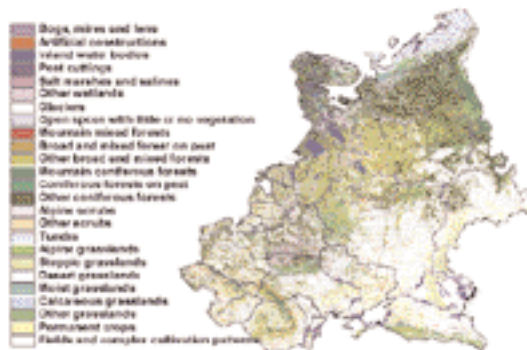 Bogs, mires and fens
Artificial constructions
Inland water bodies
Peat cuttings
Salt marshes and salines
Other wetlands
Glaciers
Open space with little or no vegetation
Mountain mixed forests
Broad and mixed forest on peat
Other broad and mixed forests
Mountain coniferous forests
Coniferous forests on peat
Other coniferous forests
Alpine scrubs
Other scrubs
Tundra
Alpine grasslands
Steppic grasslands
Desert grasslands
Moist grasslands
Calcareous grasslands
Other grasslands
Permanent crops
Fields and complex cultivation patterns